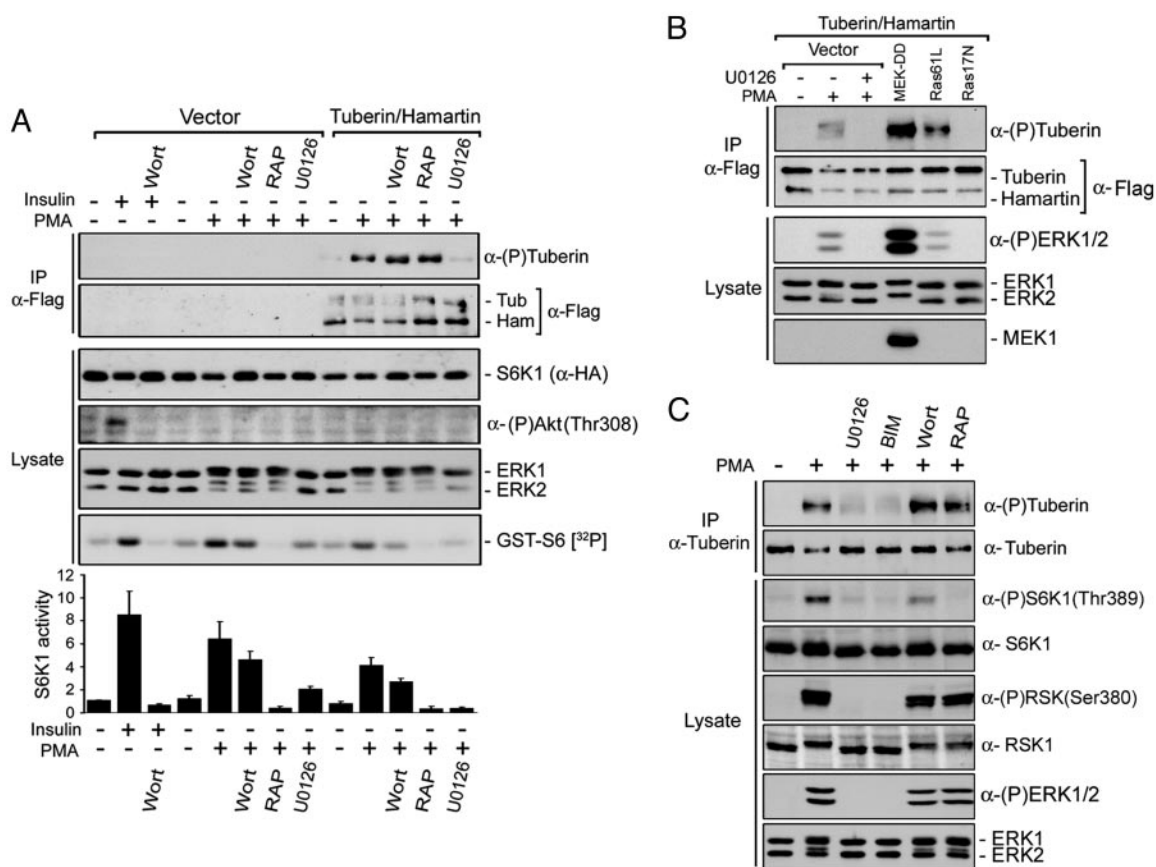 A
Vector
Tuberin/Hamartin
Wort
Wort
RAP
U0126
Wort
RAP
U0126
Insulin - + + - - - - - - - - - -
PMA - - - - + + + + - + + + +
IP
α-Flag
α-(P)Tuberin
- Tub
- Ham
] α-Flag
Lysate
- S6K1 (α-HA)
α-(P)Akt(Thr308)
- ERK1
- ERK2
- GST-S6 [³²P]
S6K1 activity
12
10
8
6
4
2
0
Insulin - + + - - - - - - - - - -
PMA - - - - + + + + - + + + +
Wort
Wort
RAP
U0126
Wort
RAP
U0126
B
Tuberin/Hamartin
Vector
MEK-DD
Ras61L
Ras17N
U0126 - - +
PMA - + +
IP
α-Flag
α-(P)Tuberin
- Tuberin
- Hamartin
] α-Flag
Lysate
α-(P)ERK1/2
- ERK1
- ERK2
- MEK1
C
U0126
BIM
Wort
RAP
PMA - + + + + +
IP
α-Tuberin
α-(P)Tuberin
α- Tuberin
Lysate
α-(P)S6K1(Thr389)
α- S6K1
α-(P)RSK(Ser380)
α- RSK1
α-(P)ERK1/2
- ERK1
- ERK2